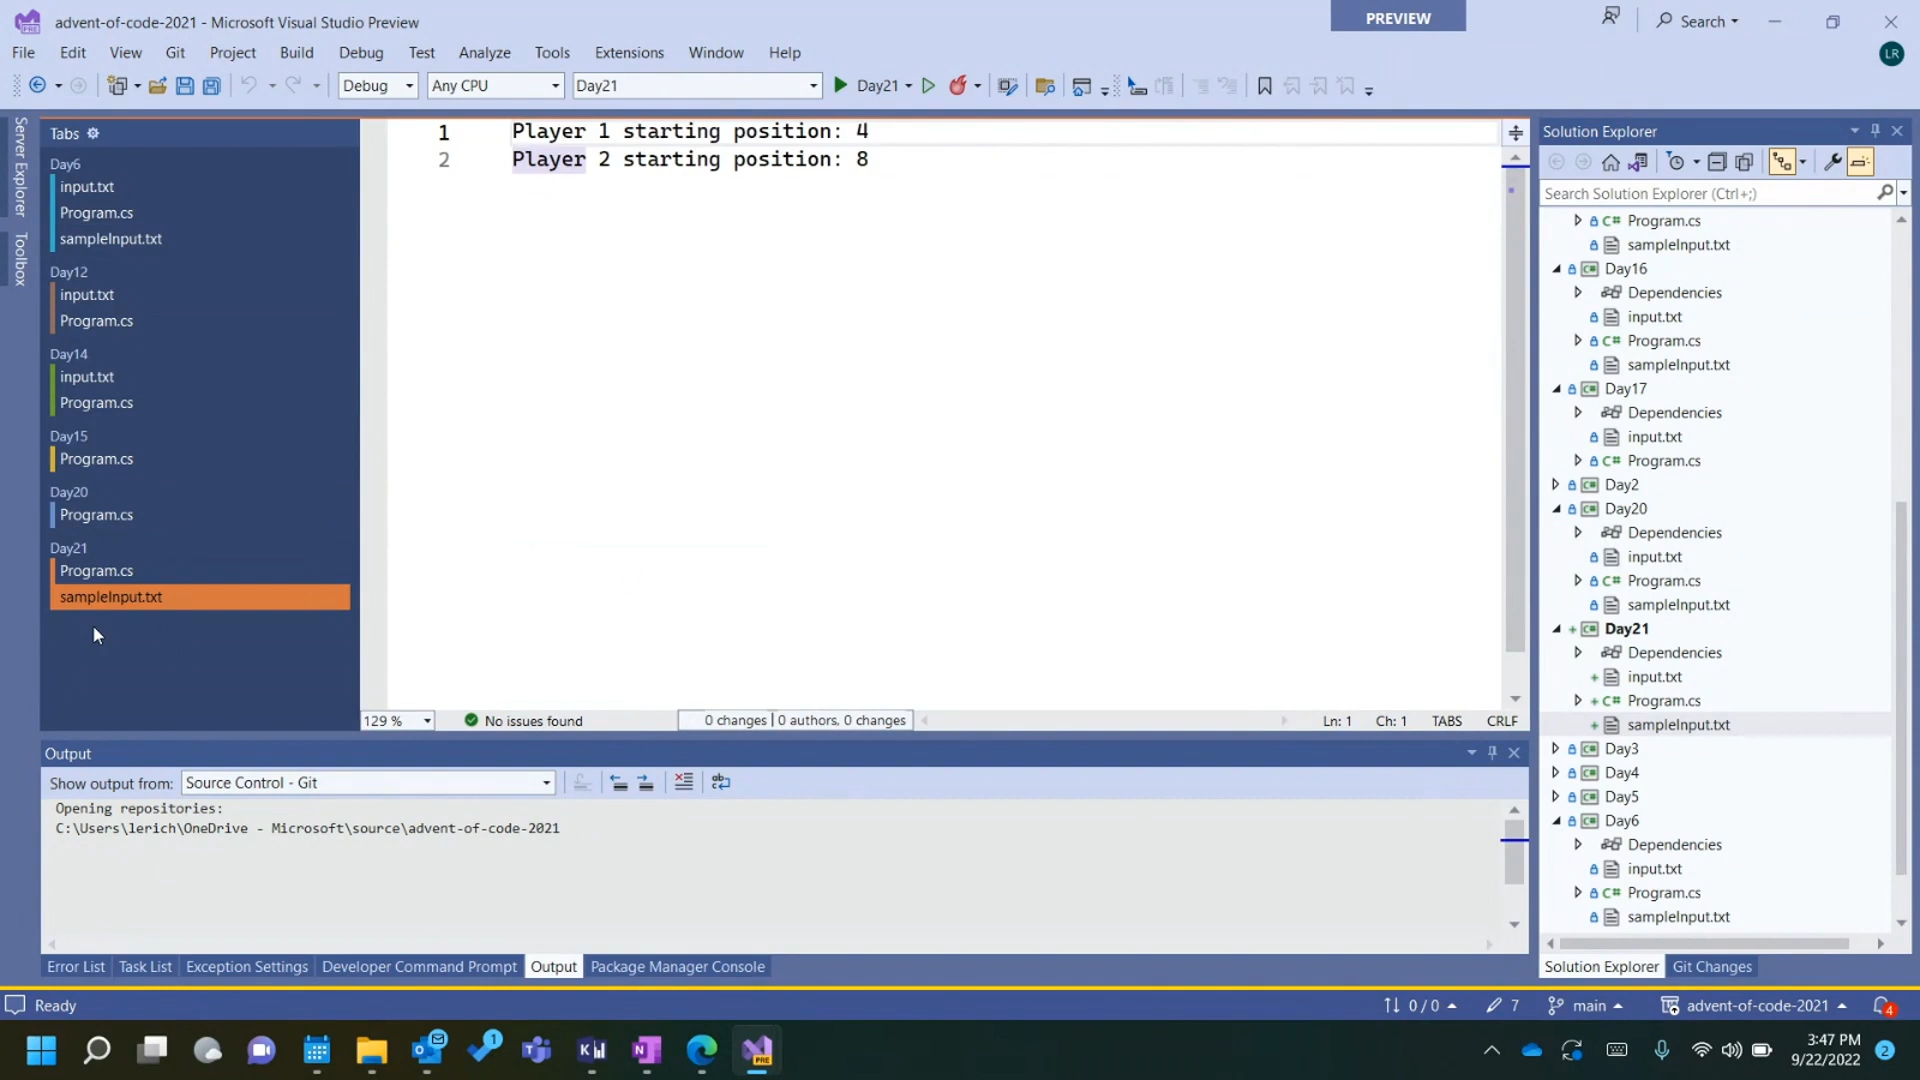 advent-of-code-2021 - Microsoft Visual Studio Preview
PREVIEW
Search
File Edit View Git Project Build Debug Test Analyze Tools Extensions Window Help
LR
Debug Any CPU Day21 Day21
Server Explorer
Toolbox
Tabs
Day6
input.txt
Program.cs
sampleInput.txt
Day12
input.txt
Program.cs
Day14
input.txt
Program.cs
Day15
Program.cs
Day20
Program.cs
Day21
Program.cs
sampleInput.txt
1 Player 1 starting position: 4
2 Player 2 starting position: 8
129 % No issues found 0 changes | 0 authors, 0 changes Ln: 1 Ch: 1 TABS CRLF
Output
Show output from: Source Control - Git
Opening repositories:
C:\Users\lerich\OneDrive - Microsoft\source\advent-of-code-2021
Error List Task List Exception Settings Developer Command Prompt Output Package Manager Console
Solution Explorer
Search Solution Explorer (Ctrl+;)
C# Program.cs
sampleInput.txt
C# Day16
Dependencies
input.txt
C# Program.cs
sampleInput.txt
C# Day17
Dependencies
input.txt
C# Program.cs
C# Day2
C# Day20
Dependencies
input.txt
C# Program.cs
sampleInput.txt
C# Day21
Dependencies
input.txt
C# Program.cs
sampleInput.txt
C# Day3
C# Day4
C# Day5
C# Day6
Dependencies
input.txt
C# Program.cs
sampleInput.txt
Solution Explorer Git Changes
Ready 0 / 0 7 main advent-of-code-2021 4
1
PRE
3:47 PM
9/22/2022
2